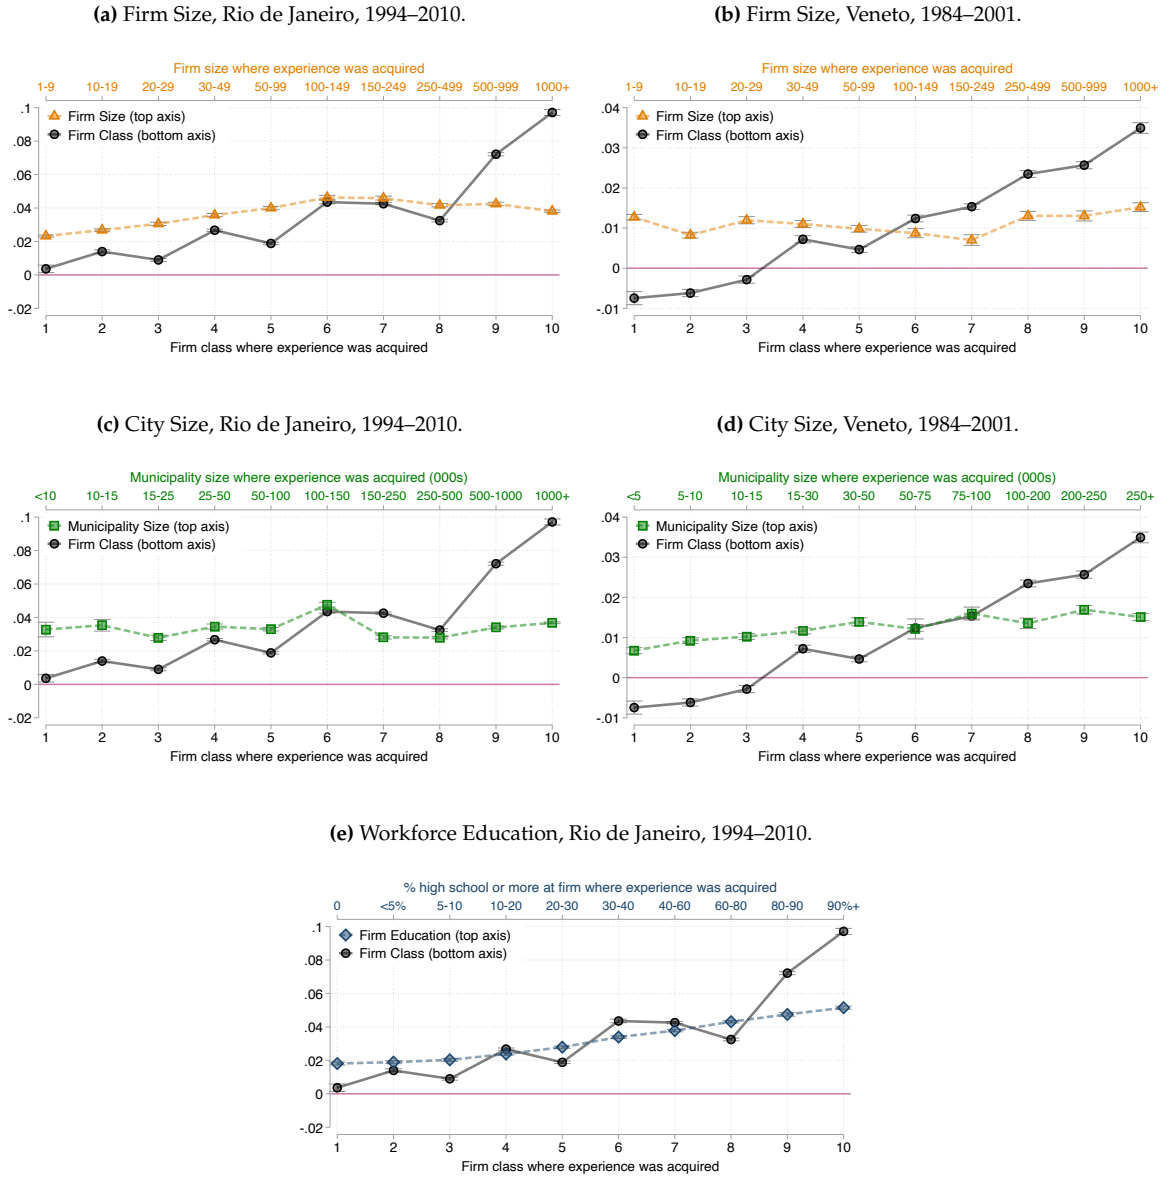 (a) Firm Size, Rio de Janeiro, 1994–2010.
Firm size where experience was acquired
1-9 10-19 20-29 30-49 50-99 100-149 150-249 250-499 500-999 1000+
.1
.08
.06
.04
.02
0
-.02
Firm Size (top axis)
Firm Class (bottom axis)
1 2 3 4 5 6 7 8 9 10
Firm class where experience was acquired
(b) Firm Size, Veneto, 1984–2001.
Firm size where experience was acquired
1-9 10-19 20-29 30-49 50-99 100-149 150-249 250-499 500-999 1000+
.04
.03
.02
.01
0
-.01
Firm Size (top axis)
Firm Class (bottom axis)
1 2 3 4 5 6 7 8 9 10
Firm class where experience was acquired
(c) City Size, Rio de Janeiro, 1994–2010.
Municipality size where experience was acquired (000s)
<10 10-15 15-25 25-50 50-100 100-150 150-250 250-500 500-1000 1000+
.1
.08
.06
.04
.02
0
-.02
Municipality Size (top axis)
Firm Class (bottom axis)
1 2 3 4 5 6 7 8 9 10
Firm class where experience was acquired
(d) City Size, Veneto, 1984–2001.
Municipality size where experience was acquired (000s)
<5 5-10 10-15 15-30 30-50 50-75 75-100 100-200 200-250 250+
.04
.03
.02
.01
0
-.01
Municipality Size (top axis)
Firm Class (bottom axis)
1 2 3 4 5 6 7 8 9 10
Firm class where experience was acquired
(e) Workforce Education, Rio de Janeiro, 1994–2010.
% high school or more at firm where experience was acquired
0 <5% 5-10 10-20 20-30 30-40 40-60 60-80 80-90 90%+
.1
.08
.06
.04
.02
0
-.02
Firm Education (top axis)
Firm Class (bottom axis)
1 2 3 4 5 6 7 8 9 10
Firm class where experience was acquired